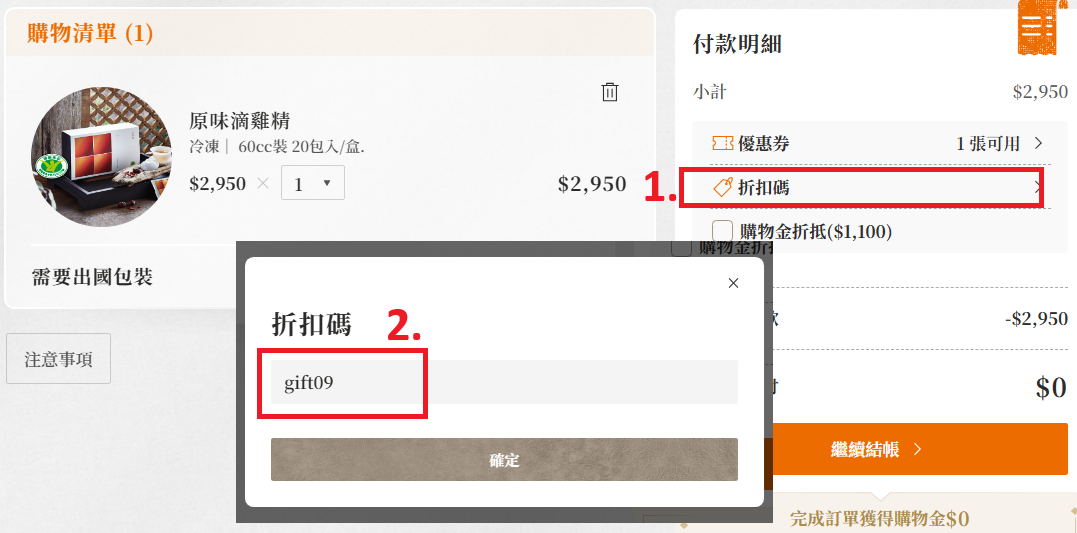 購物清單 (1)
原味滴雞精
冷凍｜ 60cc裝 20包入/盒.
$2,950 × 1 ▼ $2,950
需要出國包裝
注意事項
付款明細
小計 $2,950
優惠券 1 張可用 >
1.
折扣碼 >
購物金折抵($1,100)
購物金折抵
款 -$2,950
付 $0
繼續結帳 >
完成訂單獲得購物金$0
×
折扣碼 2.
gift09
確定